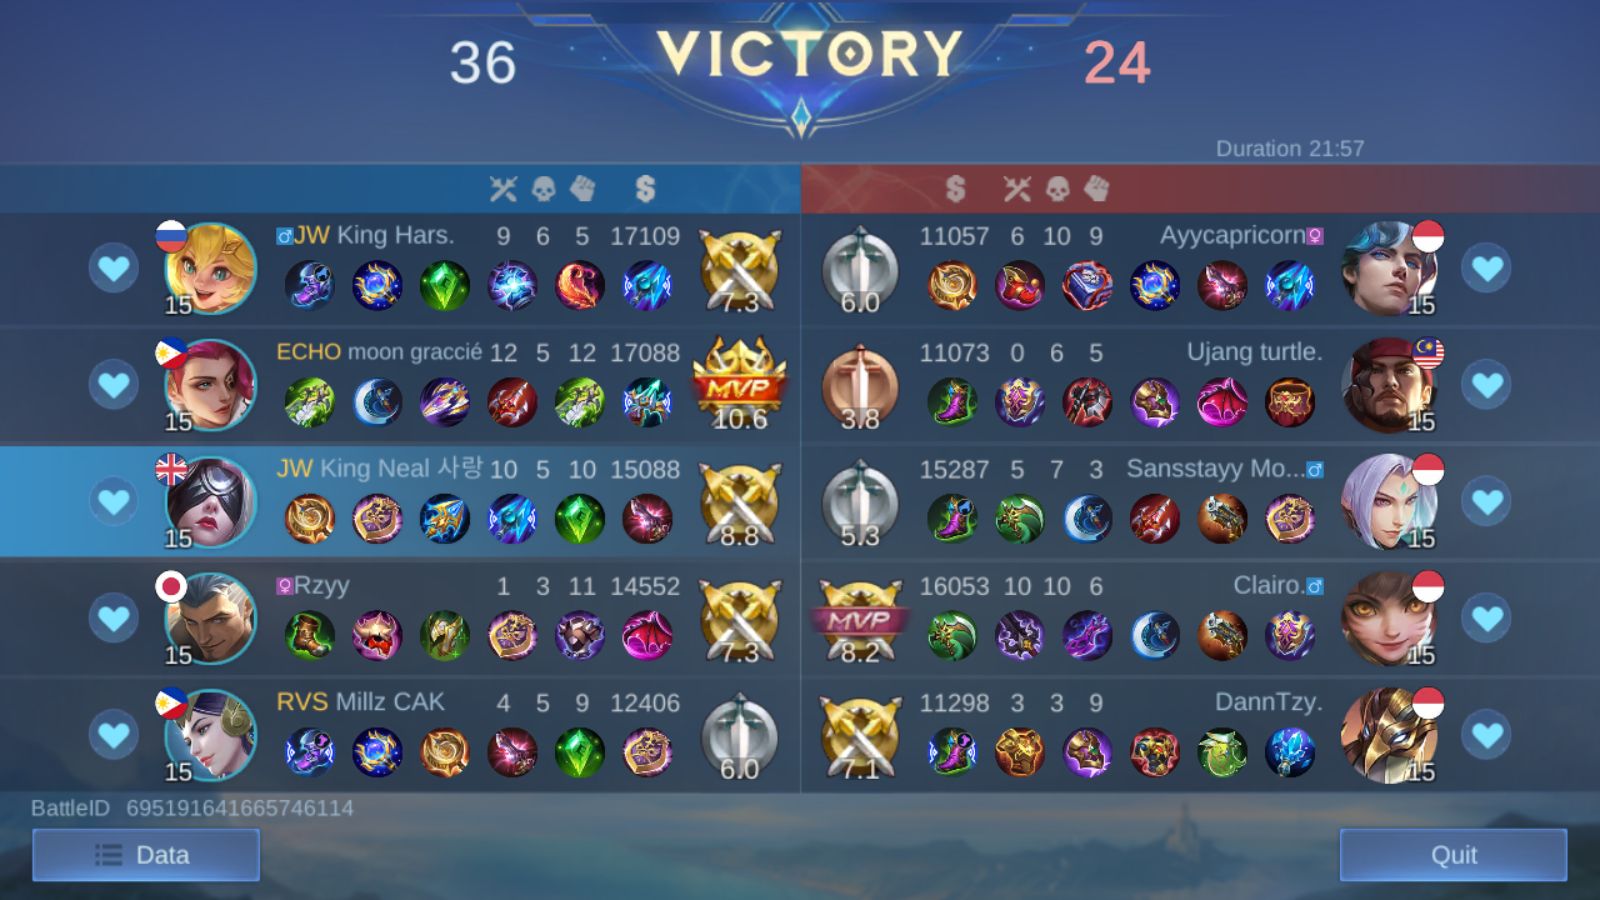 36 VICTORY 24
Duration 21:57
JW King Hars. 9 6 5 17109
15 7.3
11057 6 10 9 Ayycapricorn
6.0 15
ECHO moon graccié 12 5 12 17088
15 MVP 10.6
11073 0 6 5 Ujang turtle.
3.8 15
JW King Neal 사랑 10 5 10 15088
15 8.8
15287 5 7 3 Sansstayy Mo...
5.3 15
Rzyy 1 3 11 14552
15 7.3
16053 10 10 6 Clairo.
MVP 8.2 15
RVS Millz CAK 4 5 9 12406
15 6.0
11298 3 3 9 DannTzy.
7.1 15
BattleID 695191641665746114
Data
Quit